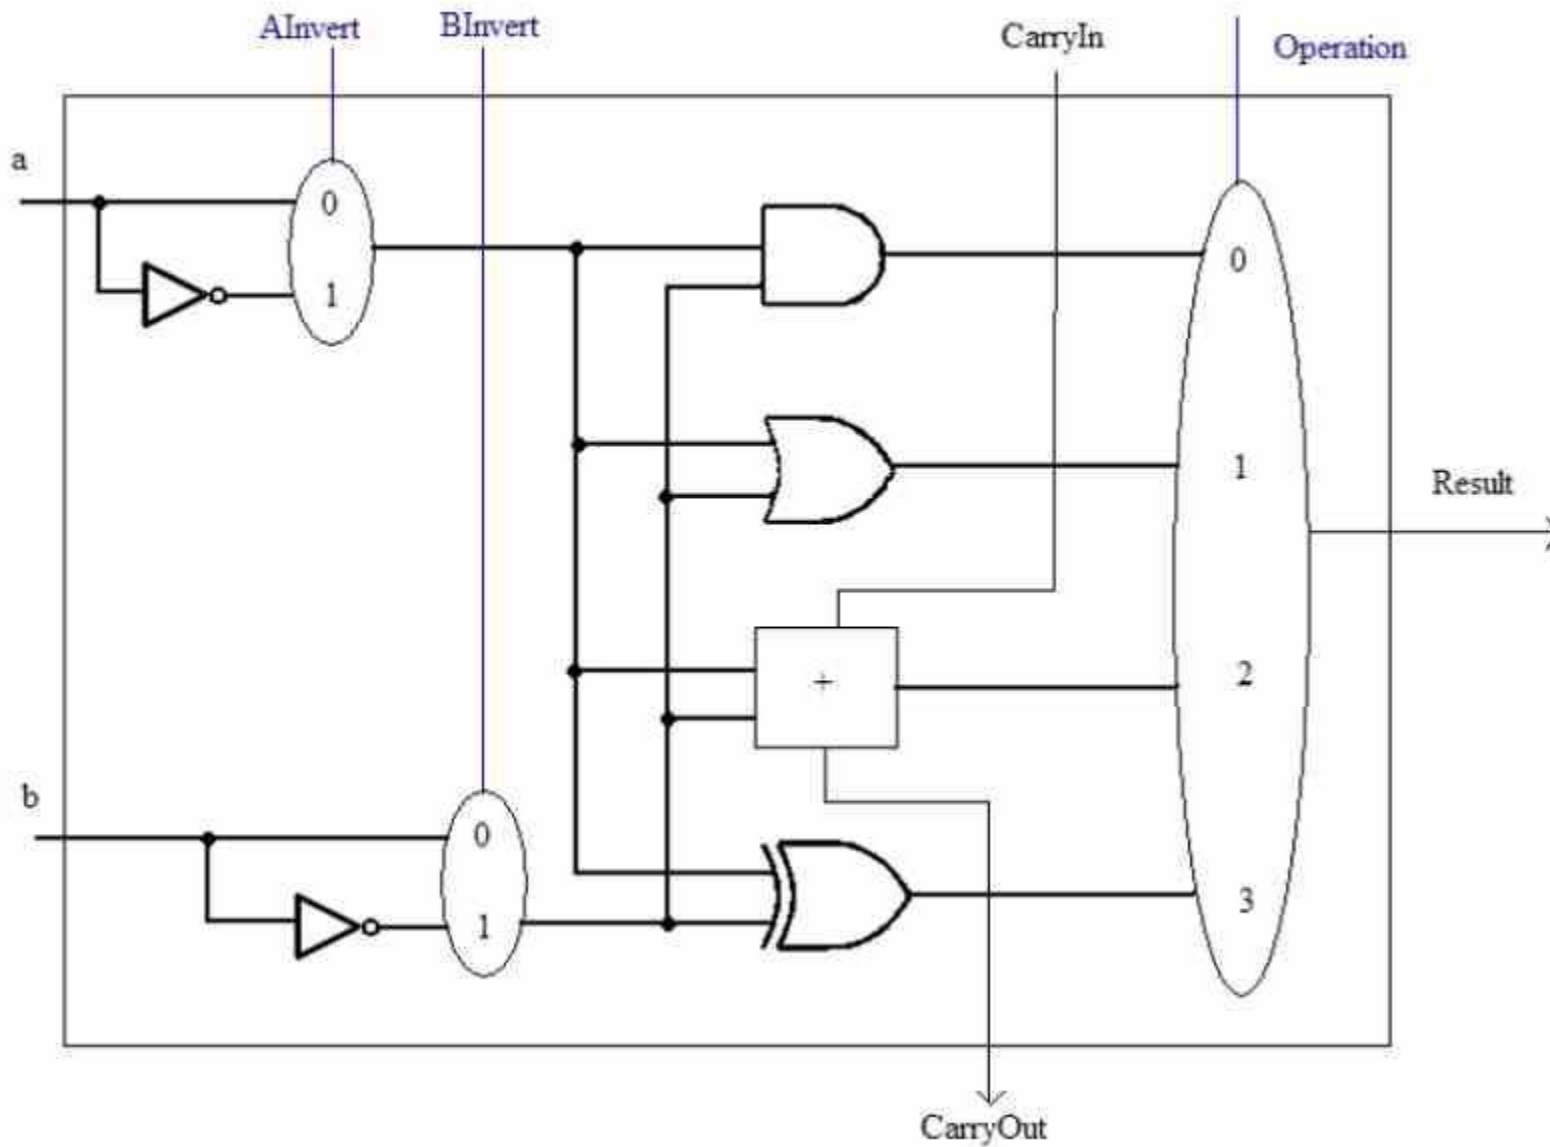 AInvert
BInvert
CarryIn
Operation
a
0
1
0
1
Result
2
+
b
0
1
3
CarryOut